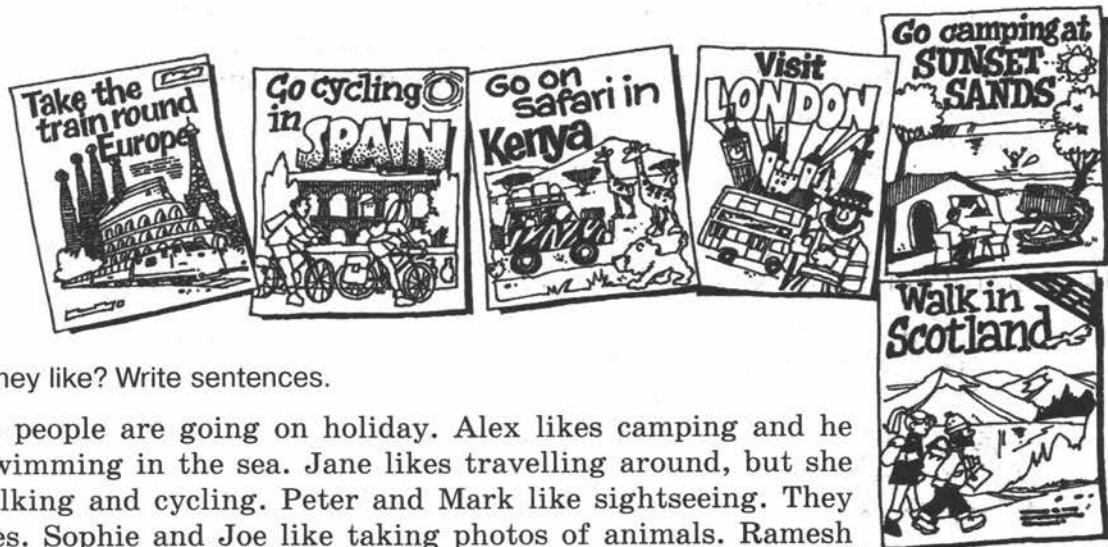 Take the
train round
Europe
Go cycling
in
SPAIN
Go on
safari in
Kenya
Visit
LONDON
Go camping at
SUNSET
SANDS
Walk in
Scotland
hey like? Write sentences.
people are going on holiday. Alex likes camping and he
wimming in the sea. Jane likes travelling around, but she
lking and cycling. Peter and Mark like sightseeing. They
es. Sophie and Joe like taking photos of animals. Ramesh